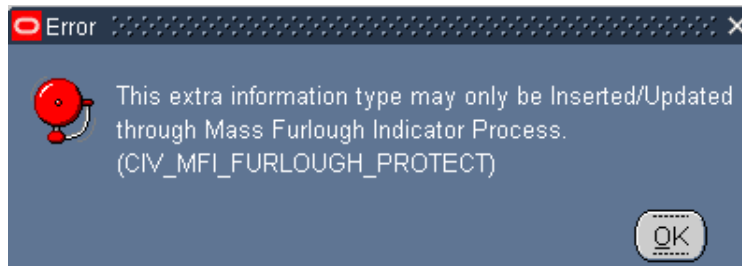 Error
This extra information type may only be Inserted/Updated
through Mass Furlough Indicator Process.
(CIV_MFI_FURLOUGH_PROTECT)
OK